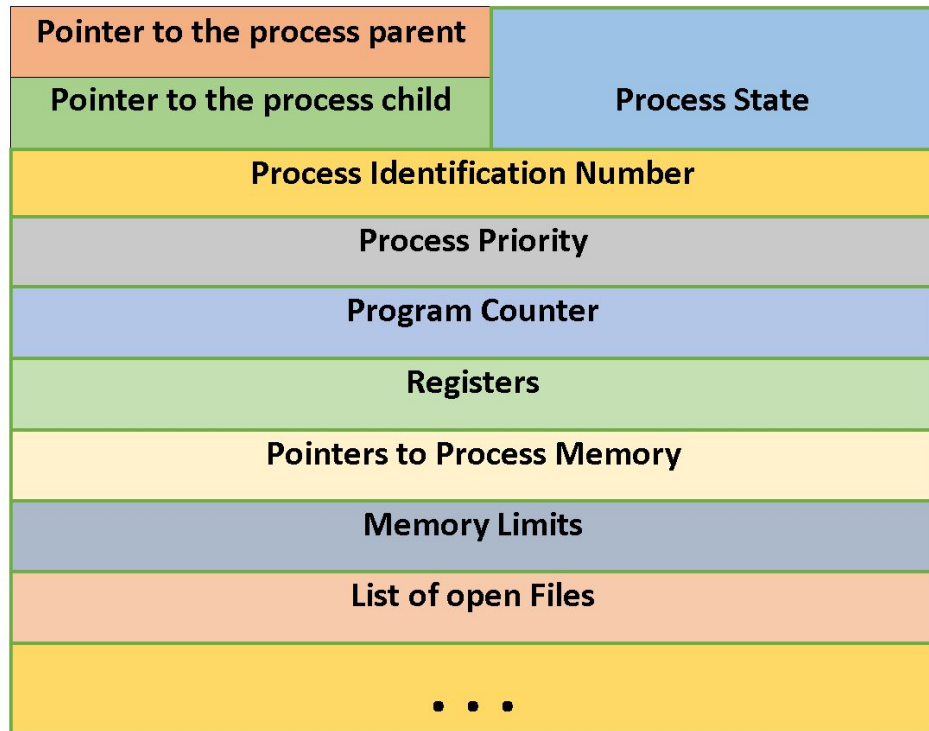 Pointer to the process parent
Pointer to the process child
Process State
Process Identification Number
Process Priority
Program Counter
Registers
Pointers to Process Memory
Memory Limits
List of open Files
. . .